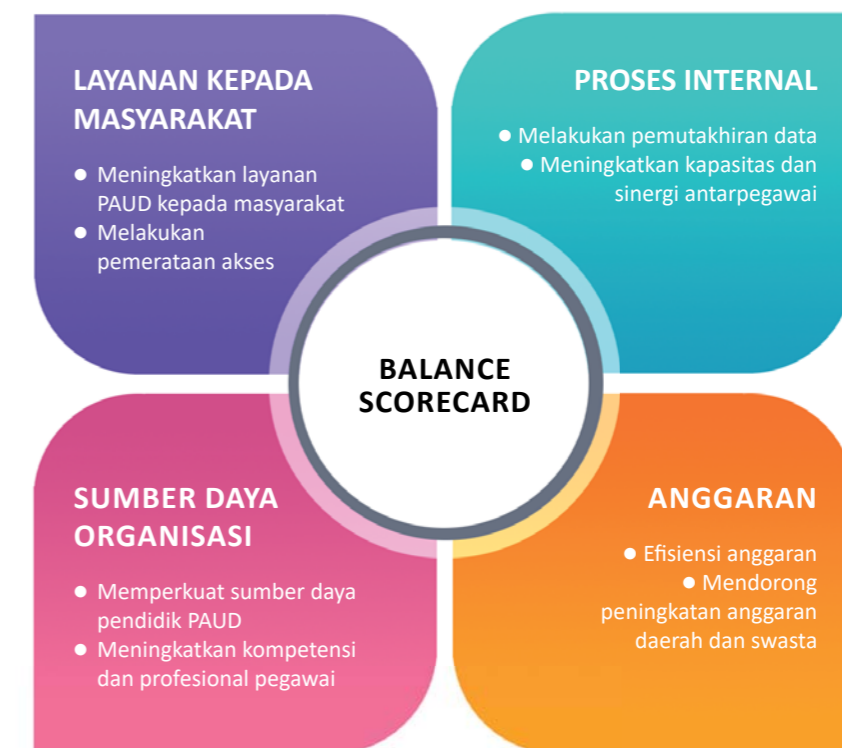 LAYANAN KEPADA
MASYARAKAT
● Meningkatkan layanan
PAUD kepada masyarakat
● Melakukan
pemerataan akses
PROSES INTERNAL
● Melakukan pemutakhiran data
● Meningkatkan kapasitas dan
sinergi antarpegawai
BALANCE
SCORECARD
SUMBER DAYA
ORGANISASI
● Memperkuat sumber daya
pendidik PAUD
● Meningkatkan kompetensi
dan profesional pegawai
ANGGARAN
● Efisiensi anggaran
● Mendorong
peningkatan anggaran
daerah dan swasta